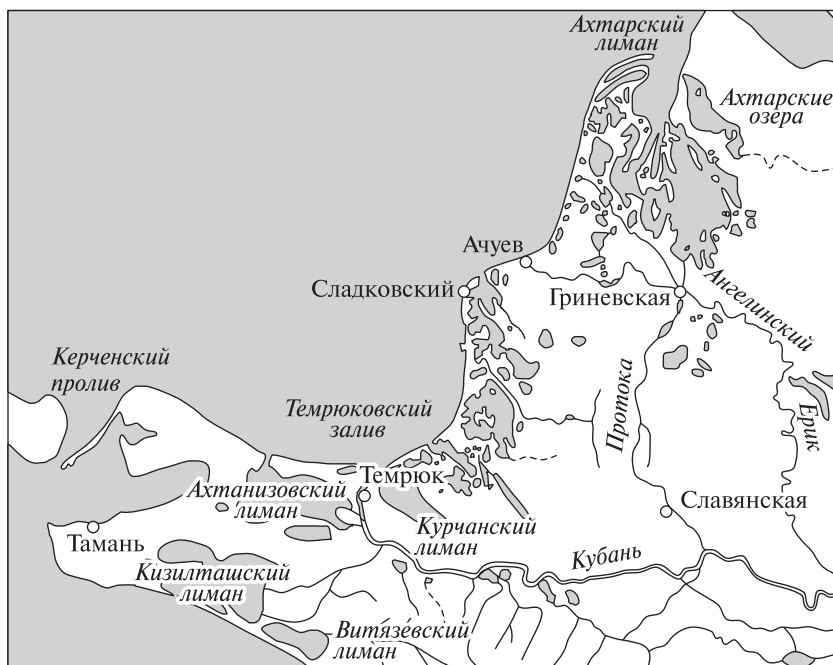 Ахтарский
лиман
Ахтарские
озера
Ачуев
Сладковский
Гриневская
Ангелинский
Керченский
пролив
Темрюковский
залив
Протока
Ерик
Темрюк
Ахтанизовский
лиман
Славянская
Тамань
Курчанский
лиман
Кубань
Кизилташский
лиман
Витязевский
лиман